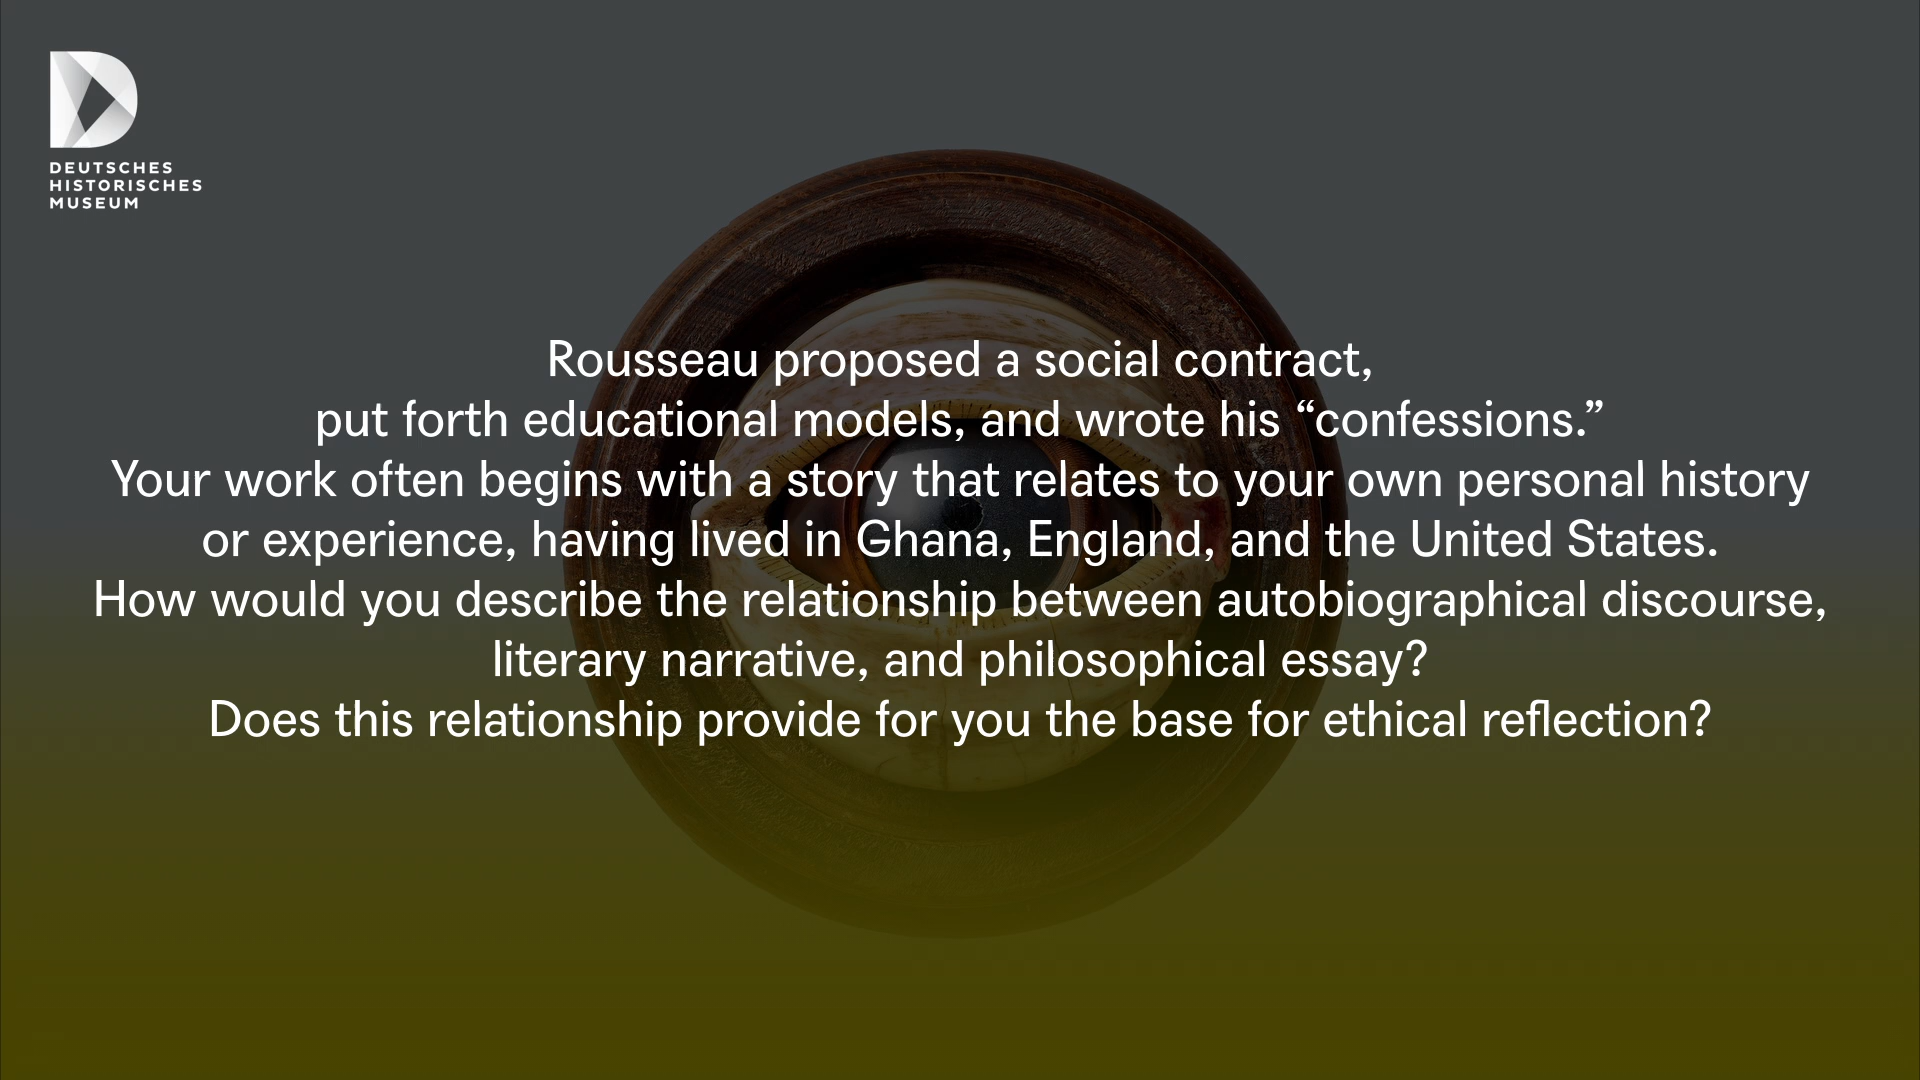 DEUTSCHES
HISTORISCHES
MUSEUM
Rousseau proposed a social contract,
put forth educational models, and wrote his “confessions.”
Your work often begins with a story that relates to your own personal history
or experience, having lived in Ghana, England, and the United States.
How would you describe the relationship between autobiographical discourse,
literary narrative, and philosophical essay?
Does this relationship provide for you the base for ethical reflection?